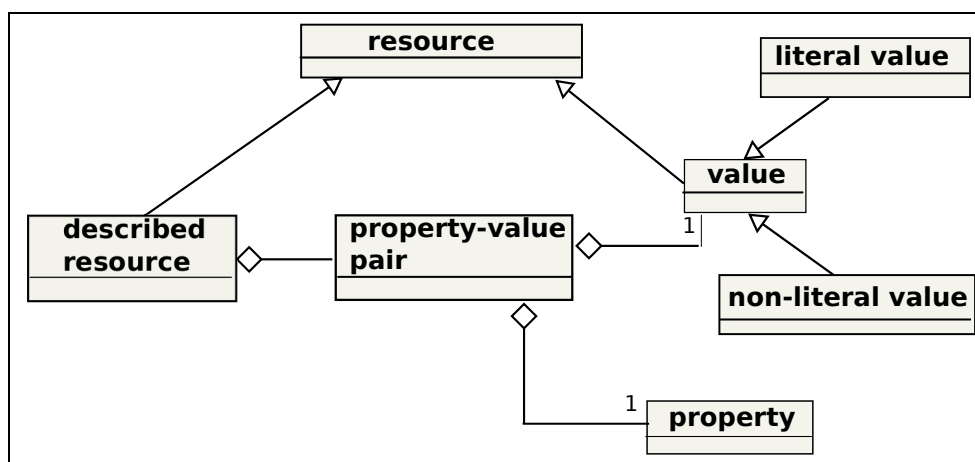 resource
literal value
value
described
resource
property-value
pair
1
non-literal value
1
property